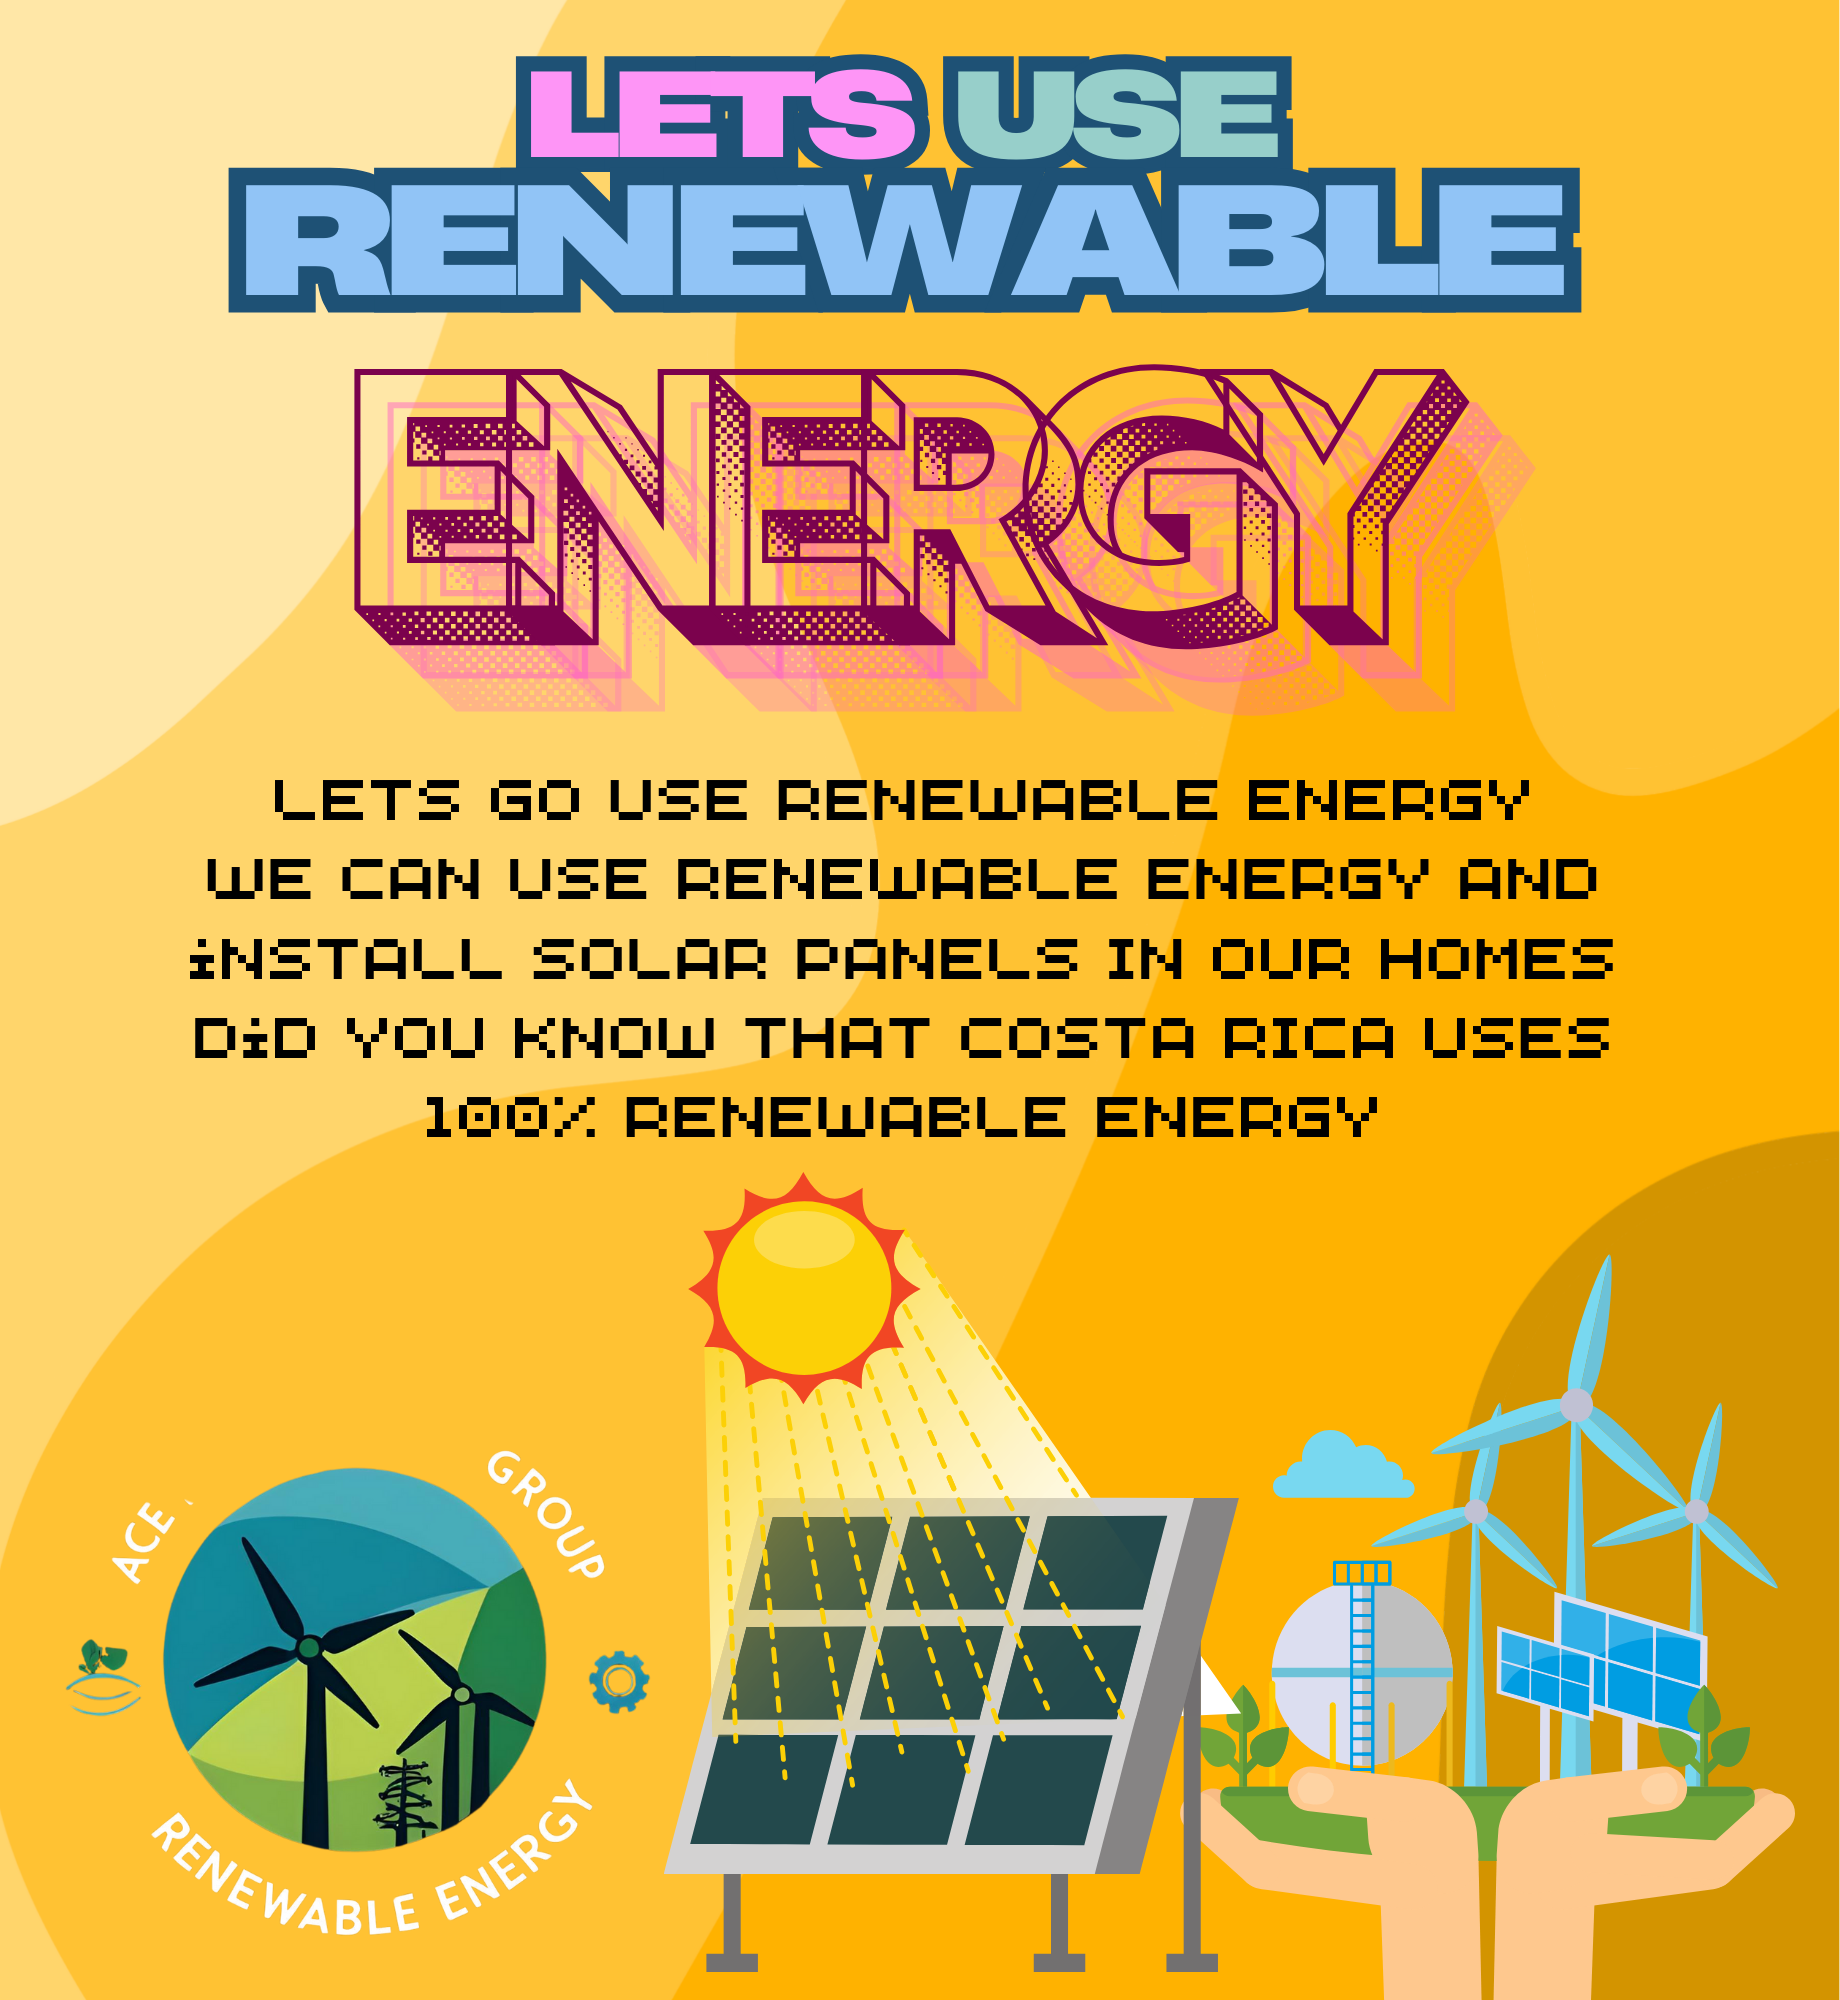 LETS USE
RENEWABLE
ENERGY
LETS GO USE RENEWABLE ENERGY
WE CAN USE RENEWABLE ENERGY AND
iNSTALL SOLAR PANELS IN OUR HOMES
DiD YOU KNOW THAT COSTA RICA USES
100% RENEWABLE ENERGY
ACE GROUP
RENEWABLE ENERGY